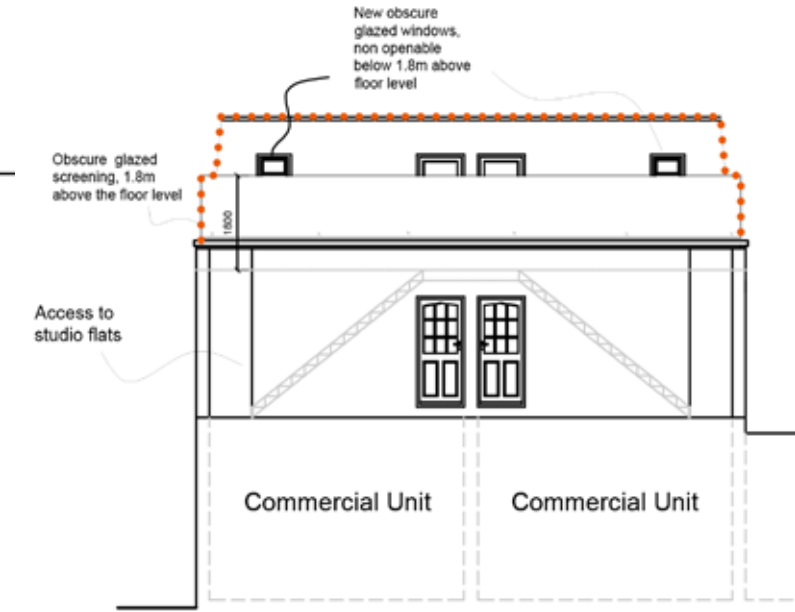 New obscure
glazed windows,
non openable
below 1.8m above
floor level
Obscure glazed
screening, 1.8m
above the floor level
1800
Access to
studio flats
Commercial Unit
Commercial Unit